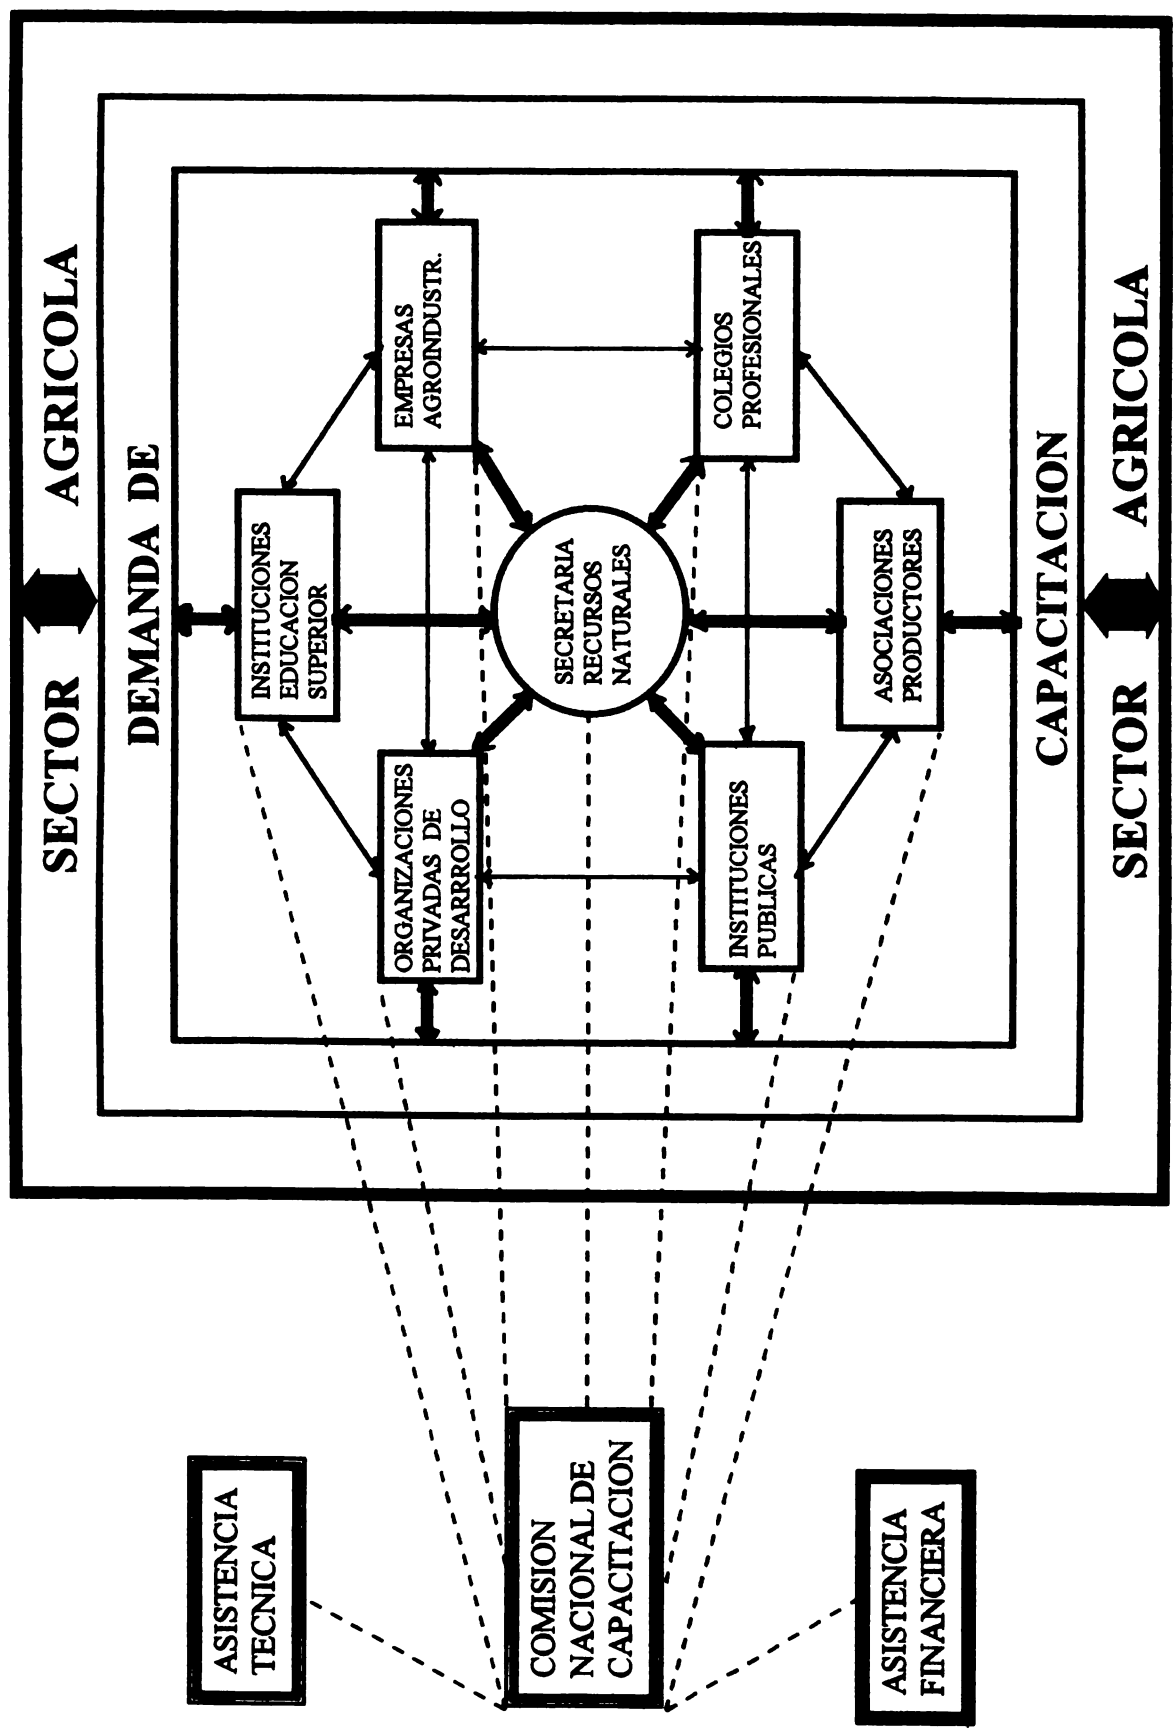 SECTOR AGRICOLA
DEMANDA DE
ASISTENCIA
TECNICA
INSTITUCIONES
EDUCACION
SUPERIOR
ORGANIZACIONES
PRIVADAS DE
DESARRROLLO
EMPRESAS
AGROINDUSTR.
COMISION
NACIONAL DE
CAPACITACION
SECRETARIA
RECURSOS
NATURALES
INSTITUCIONES
PUBLICAS
COLEGIOS
PROFESIONALES
ASISTENCIA
FINANCIERA
ASOCIACIONES
PRODUCTORES
CAPACITACION
SECTOR AGRICOLA